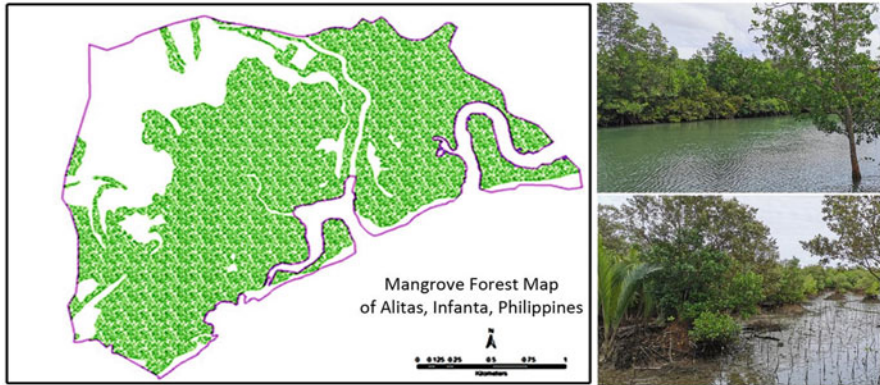 Mangrove Forest Map
of Alitas, Infanta, Philippines
N
0 0.125 0.25 0.5 0.75 1
Kilometers